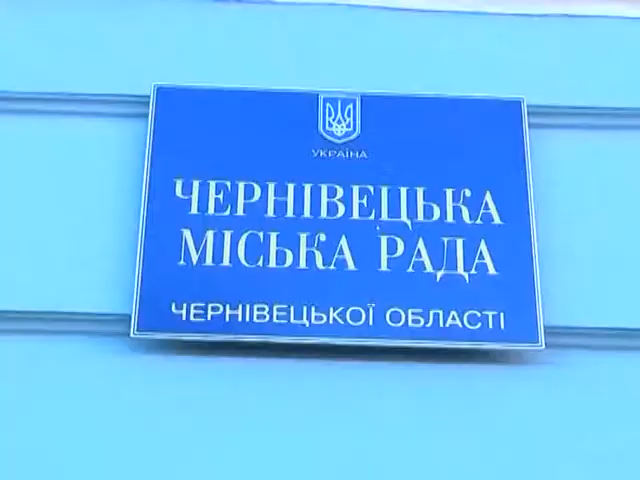 УКРАЇНА
ЧЕРНІВЕЦЬКА
МІСЬКА РАДА
ЧЕРНІВЕЦЬКОЇ ОБЛАСТІ